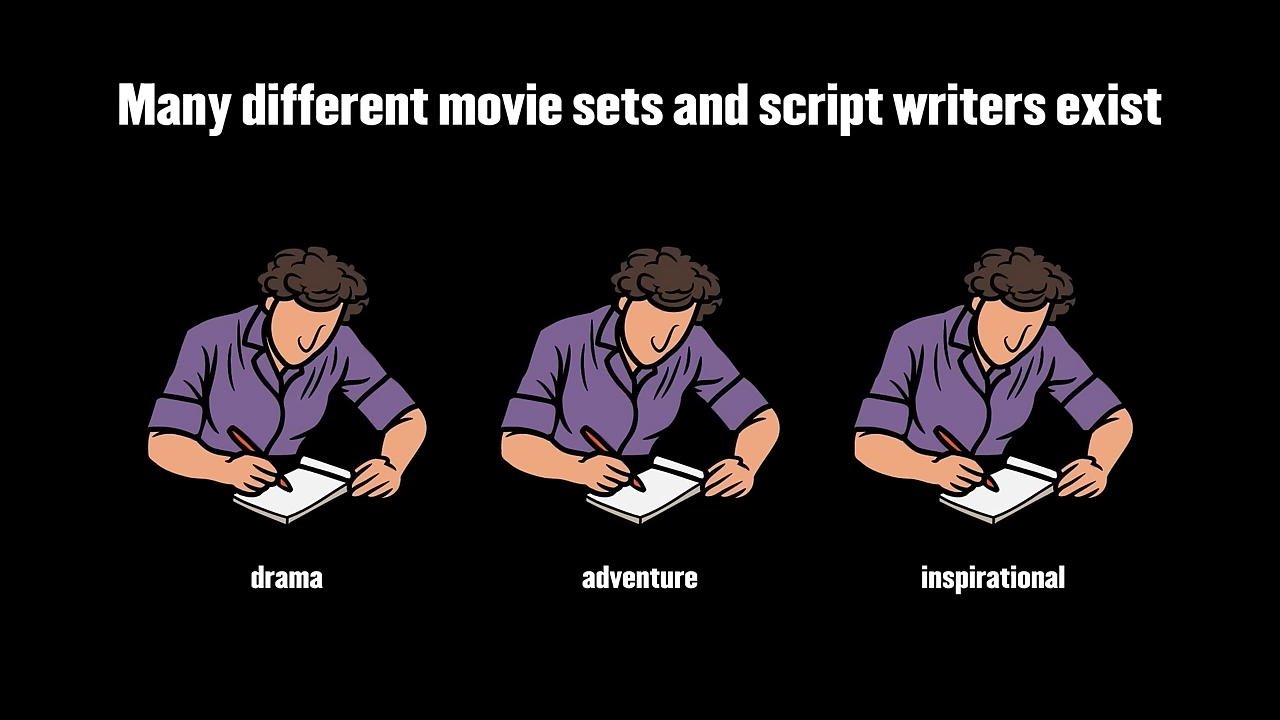 Many different movie sets and script writers exist
drama
adventure
inspirational